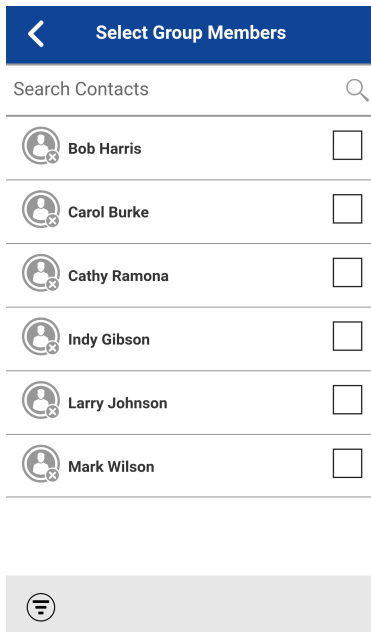 Select Group Members
Search Contacts
Bob Harris
Carol Burke
Cathy Ramona
Indy Gibson
Larry Johnson
Mark Wilson